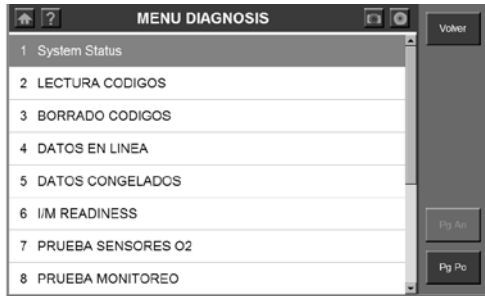 ? MENU DIAGNOSIS
Volver
1 System Status
2 LECTURA CODIGOS
3 BORRADO CODIGOS
4 DATOS EN LINEA
5 DATOS CONGELADOS
6 I/M READINESS
7 PRUEBA SENSORES O2
8 PRUEBA MONITOREO
Pg An
Pg Po